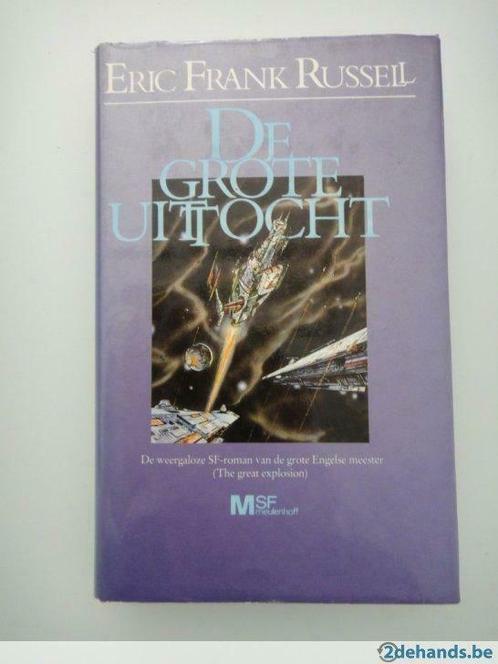 ERIC FRANK RUSSELL
DE
GROTE
UITTOCHT
De weergaloze SF-roman van de grote Engelse meester
(The great explosion)
MSF
meulenhoff
2dehands.be